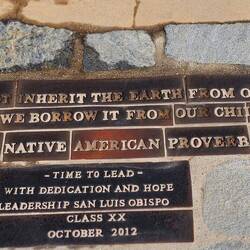 T INHERIT THE EARTH FROM O
WE BORROW IT FROM OUR CHI
NATIVE AMERICAN PROVERB
- TIME TO LEAD -
WITH DEDICATION AND HOPE
LEADERSHIP SAN LUIS OBISPO
CLASS XX
OCTOBER 2012